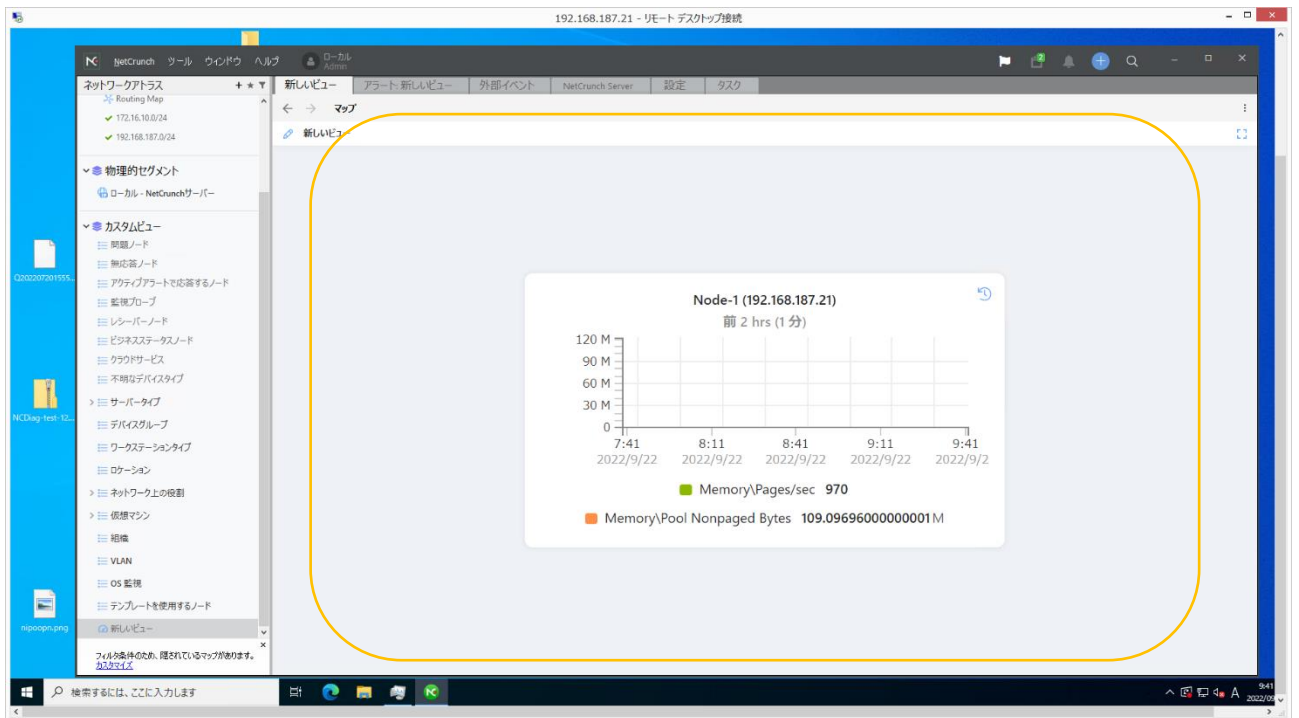 192.168.187.21 - リモート デスクトップ接続
NetCrunch ツール ウィンドウ ヘルプ ローカル
Admin
2
ネットワークアトラス
新しいビュー アラート: 新しいビュー 外部イベント NetCrunch Server 設定 タスク
Routing Map
172.16.10.0/24
192.168.187.0/24
マップ
新しいビュー
物理的セグメント
ローカル - NetCrunchサーバー
カスタムビュー
問題ノード
無応答ノード
アクティブアラートで応答するノード
監視プローブ
レシーバーノード
ビジネスステータスノード
クラウドサービス
不明なデバイスタイプ
サーバータイプ
デバイスグループ
ワークステーションタイプ
ロケーション
ネットワーク上の役割
仮想マシン
組織
VLAN
OS 監視
テンプレートを使用するノード
新しいビュー
フィルタ条件のため、隠されているマップがあります。
カスタマイズ
Q202207201555...
NCDiag-test-12...
nipoopn.png
Node-1 (192.168.187.21)
前 2 hrs (1 分)
120 M
90 M
60 M
30 M
0
7:41 8:11 8:41 9:11 9:41
2022/9/22 2022/9/22 2022/9/22 2022/9/22 2022/9/2
Memory\Pages/sec 970
Memory\Pool Nonpaged Bytes 109.09696000000001 M
検索するには、ここに入力します
A
9:41
2022/09